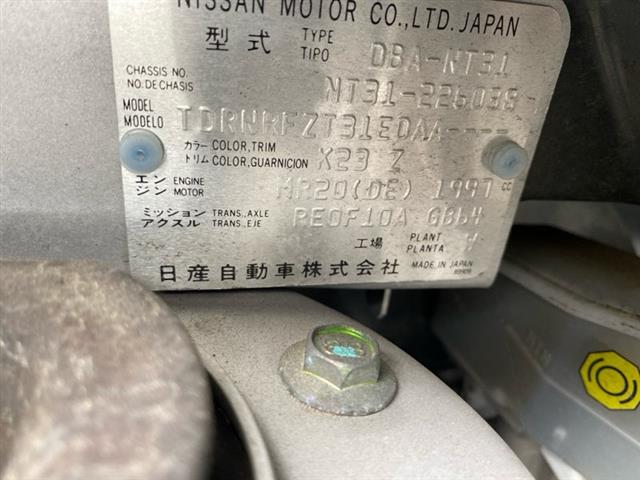 NISSAN MOTOR CO.,LTD.JAPAN
型式 TYPE TIPO DBA-NT31
CHASSIS NO. NO.DECHASIS NT31-226038
MODEL MODELO TDRNRFZT31EDAA----
カラー COLOR,TRIM トリム COLOR,GUARNICION K23 Z
エンジン ENGINE MOTOR MR20(DE) 1997 CC
ミッション アクスル TRANS.,AXLE TRANS.,EJE RE0F10A GB64
工場 PLANT PLANTA W
日産自動車株式会社 MADE IN JAPAN